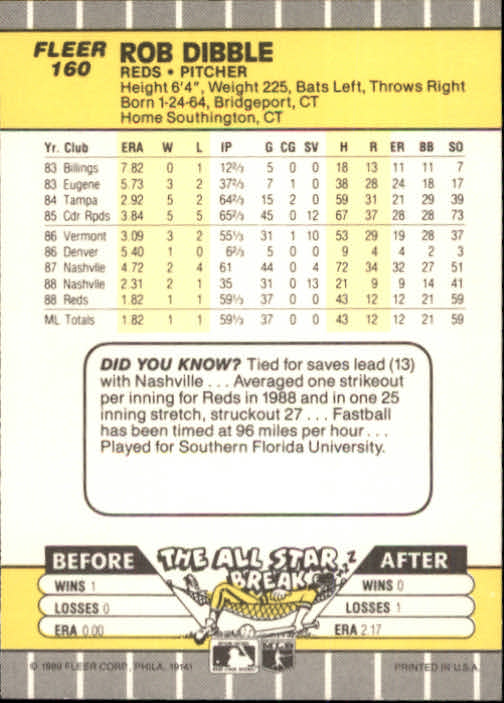 FLEER
160
ROB DIBBLE
REDS • PITCHER
Height 6'4", Weight 225, Bats Left, Throws Right
Born 1-24-64, Bridgeport, CT
Home Southington, CT
Yr. Club ERA W L IP G CG SV H R ER BB SO
83 Billings 7.82 0 1 12⅔ 5 0 0 18 13 11 11 7
83 Eugene 5.73 3 2 37⅔ 7 1 0 38 28 24 18 17
84 Tampa 2.92 5 2 64⅔ 15 2 0 59 31 21 29 39
85 Cdr Rpds 3.84 5 5 65⅔ 45 0 12 67 37 28 28 73
86 Vermont 3.09 3 2 55⅓ 31 1 10 53 29 19 28 37
86 Denver 5.40 1 0 6⅔ 5 0 0 9 4 4 2 3
87 Nashvlle 4.72 2 4 61 44 0 4 72 34 32 27 51
88 Nashville 2.31 2 1 35 31 0 13 21 9 9 14 41
88 Reds 1.82 1 1 59⅓ 37 0 0 43 12 12 21 59
ML Totals 1.82 1 1 59⅓ 37 0 0 43 12 12 21 59
DID YOU KNOW? Tied for saves lead (13)
with Nashville . . . Averaged one strikeout
per inning for Reds in 1988 and in one 25
inning stretch, struckout 27 . . . Fastball
has been timed at 96 miles per hour . . .
Played for Southern Florida University.
BEFORE THE ALL STAR BREAK AFTER
ZZZ
WINS 1 WINS 0
LOSSES 0 LOSSES 1
ERA 0.00 ERA 2.17
© 1989 FLEER CORP., PHILA. 19141 PRINTED IN U.S.A.